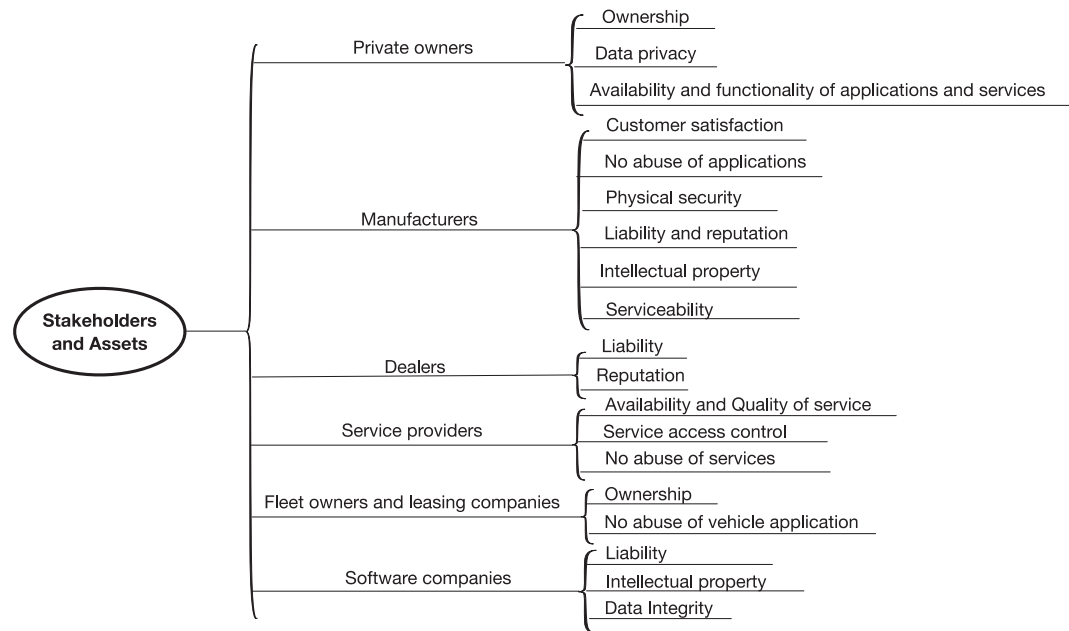 Stakeholders
and Assets
Private owners
Ownership
Data privacy
Availability and functionality of applications and services
Manufacturers
Customer satisfaction
No abuse of applications
Physical security
Liability and reputation
Intellectual property
Serviceability
Dealers
Liability
Reputation
Service providers
Availability and Quality of service
Service access control
No abuse of services
Fleet owners and leasing companies
Ownership
No abuse of vehicle application
Software companies
Liability
Intellectual property
Data Integrity